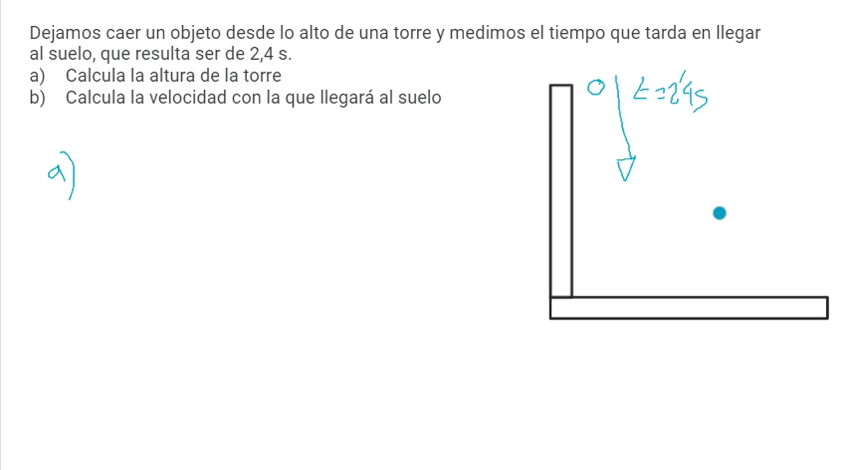 Dejamos caer un objeto desde lo alto de una torre y medimos el tiempo que tarda en llegar
al suelo, que resulta ser de 2,4 s.
a) Calcula la altura de la torre
b) Calcula la velocidad con la que llegará al suelo
t=2'4s
a)